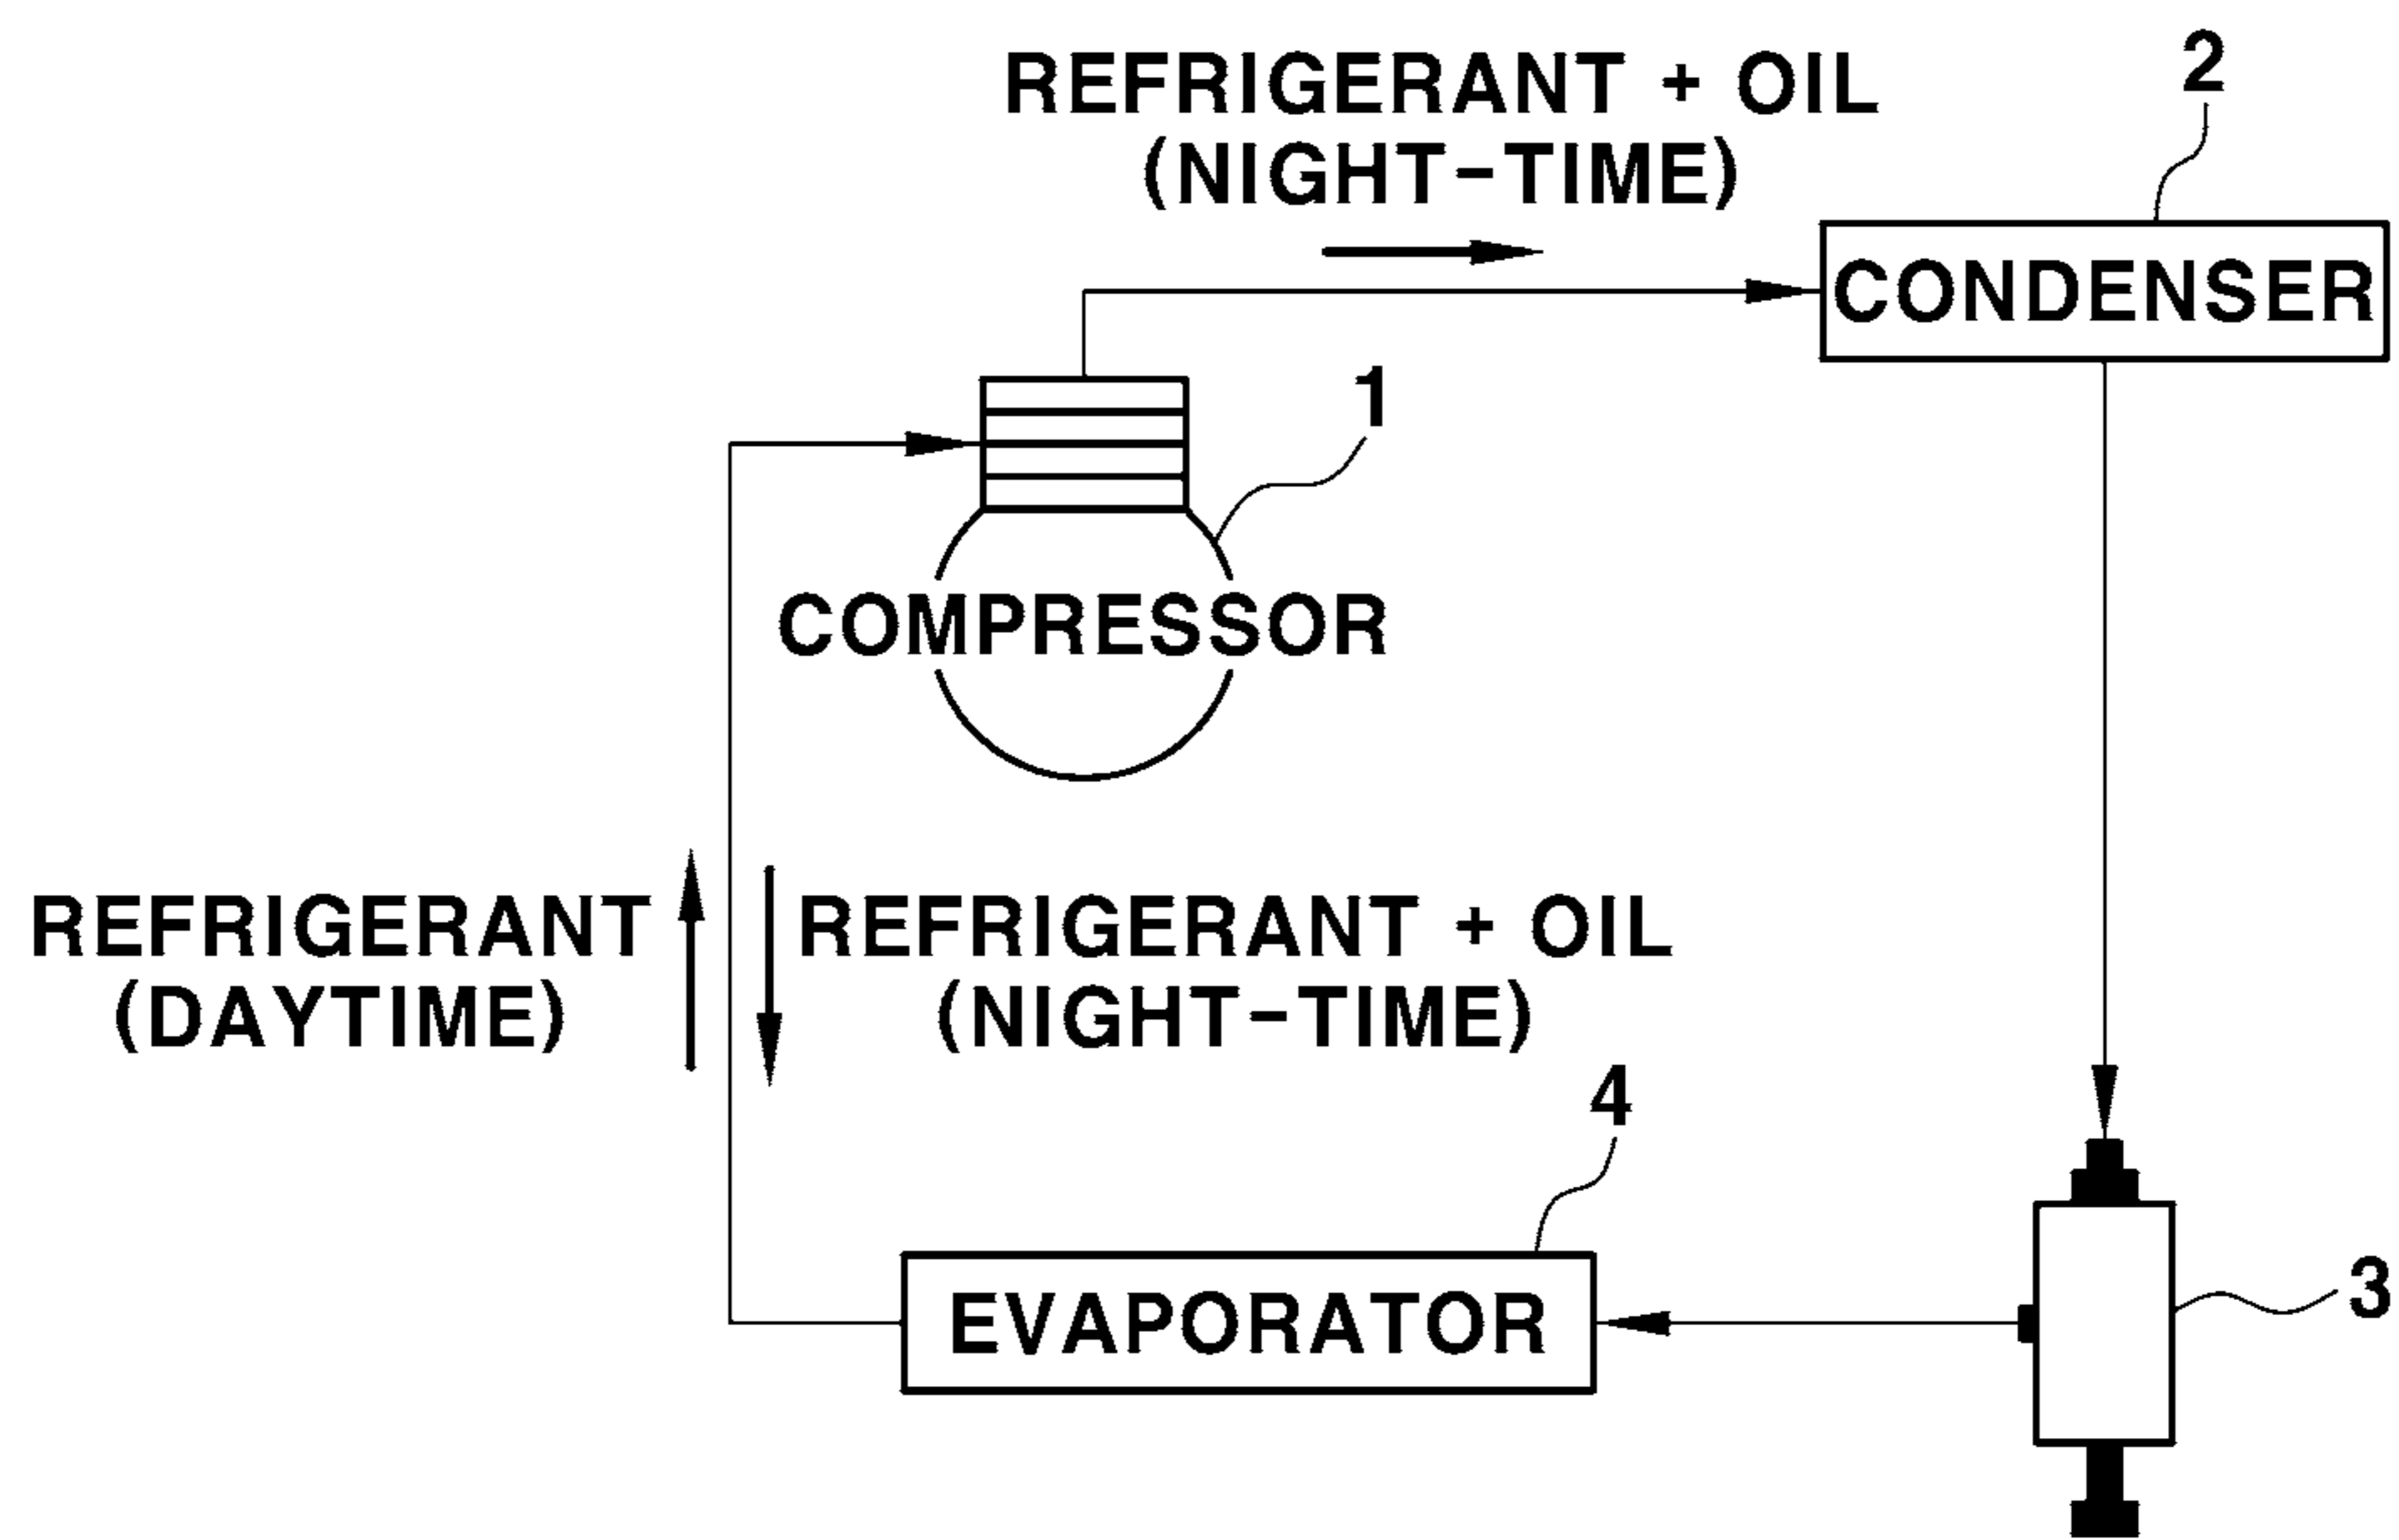 REFRIGERANT + OIL
(NIGHT-TIME)
2
CONDENSER
1
COMPRESSOR
REFRIGERANT
(DAYTIME)
REFRIGERANT + OIL
(NIGHT-TIME)
4
EVAPORATOR
3